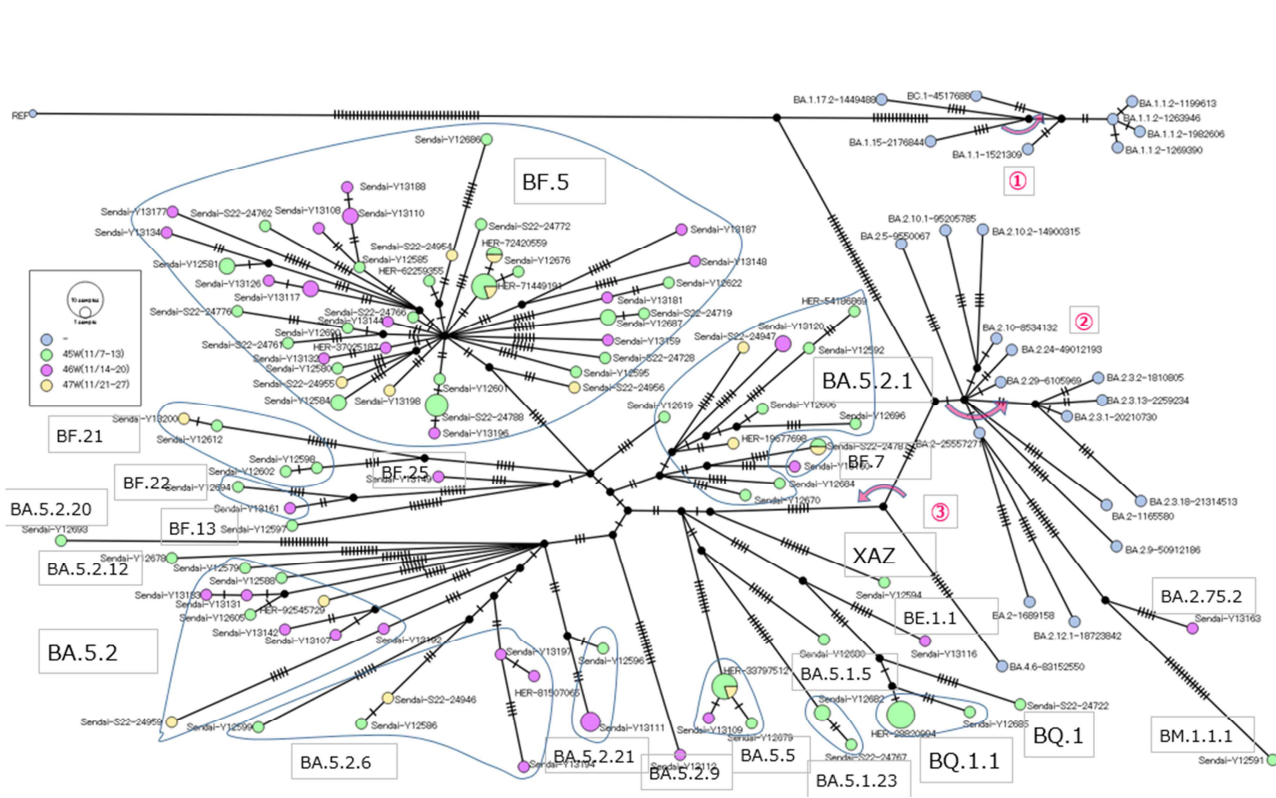 REF
BA.1.17.2-1449488
BC.1-4517688
BA.1.1.2-1199613
BA.1.1.2-1263946
BA.1.1.2-1982606
BA.1.1.2-1269390
BA.1.15-2176844
BA.1.1-1521309
①
Sendai-Y12686
BF.5
Sendai-Y13188
Sendai-Y13177
Sendai-S22-24762
Sendai-Y13108
Sendai-Y13110
Sendai-Y13134
Sendai-S22-24954
Sendai-S22-24772
HER-72420559
Sendai-Y13187
Sendai-Y12581
Sendai-Y12585
HER-62259355
Sendai-Y12676
Sendai-Y13148
Sendai-Y13126
HER-71449191
Sendai-Y12622
Sendai-Y13117
Sendai-Y13181
Sendai-S22-24776
Sendai-S22-24766
Sendai-Y13144
Sendai-S22-24719
Sendai-Y12687
Sendai-S22-24761
HER-37025187
Sendai-Y13159
Sendai-Y13132
Sendai-S22-24728
Sendai-Y12580
Sendai-Y12595
Sendai-S22-24955
Sendai-Y12601
Sendai-S22-24956
Sendai-Y12584
Sendai-Y13198
Sendai-S22-24788
Sendai-Y13196
10 samples
1 sample
-
45W(11/7-13)
46W(11/14-20)
47W(11/21-27)
BA.2.10.1-95205785
BA.2.5-9550067
BA.2.10.2-14900315
②
BA.2.10-8534132
BA.2.24-49012193
BA.2.29-6105969
BA.2.3.2-1810805
BA.2.3.13-2259234
BA.2.3.1-20210730
BA.2-25557271
BA.2.3.18-21314513
BA.2-1165580
BA.2.9-50912186
BA.2-1689158
BA.2.12.1-18723842
BA.4.6-83152550
HER-54186869
Sendai-Y13120
Sendai-S22-24947
Sendai-Y12592
BA.5.2.1
Sendai-Y12619
Sendai-Y12696
HER-19677698
BF.7
Sendai-Y12684
Sendai-Y12670
③
Sendai-Y13200
Sendai-Y12612
BF.21
Sendai-Y12598
Sendai-Y12602
BF.25
Sendai-Y13149
BF.22
Sendai-Y12694
Sendai-Y13161
BA.5.2.20
BF.13
Sendai-Y12597
Sendai-Y12693
BA.5.2.12
Sendai-Y12678
Sendai-Y12579
Sendai-Y12588
Sendai-Y13183
Sendai-Y13131
HER-92545729
Sendai-Y12605
Sendai-Y13142
Sendai-Y13107
Sendai-Y13192
BA.5.2
Sendai-S22-24959
Sendai-Y12599
Sendai-S22-24946
Sendai-Y12586
BA.5.2.6
Sendai-Y13197
HER-81507065
Sendai-Y13194
Sendai-Y12596
Sendai-Y13111
BA.5.2.21
Sendai-Y13112
BA.5.2.9
HER-33797512
Sendai-Y13109
Sendai-Y12679
BA.5.5
XAZ
Sendai-Y12594
BE.1.1
Sendai-Y13116
Sendai-Y12600
BA.5.1.5
Sendai-Y12682
Sendai-S22-24767
BA.5.1.23
Sendai-S22-24722
Sendai-Y12685
HER-28820904
BQ.1
BQ.1.1
BA.2.75.2
Sendai-Y13163
BM.1.1.1
Sendai-Y12591